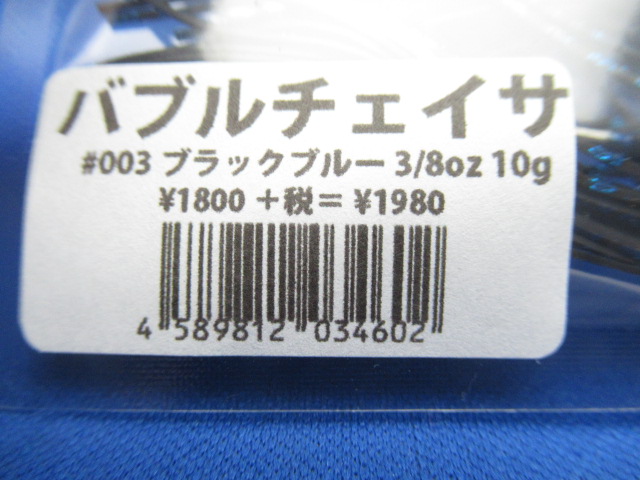 バブルチェイサ
#003 ブラックブルー 3/8oz 10g
¥1800 +税= ¥1980
4 589812 034602